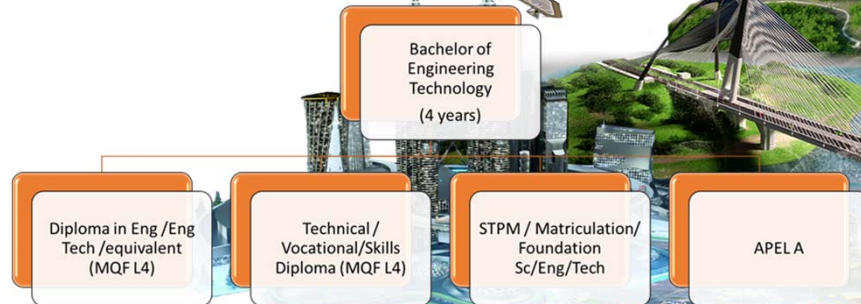 Bachelor of
Engineering
Technology
(4 years)
Diploma in Eng /Eng
Tech /equivalent
(MQF L4)
Technical /
Vocational/Skills
Diploma (MQF L4)
STPM / Matriculation/
Foundation
Sc/Eng/Tech
APEL A